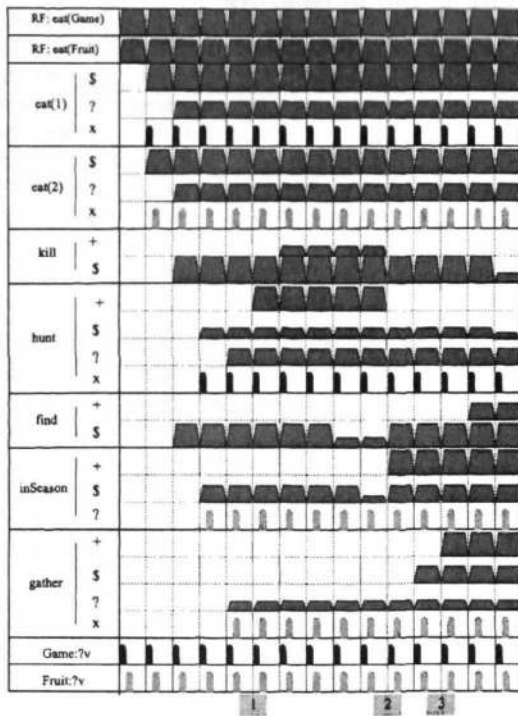 RF: eat(Game)
RF: eat(Fruit)
eat(1)
$
?
x
eat(2)
$
?
x
kill
+
$
hunt
+
$
?
x
find
+
$
inSeason
+
$
?
gather
+
$
?
x
Game:?v
Fruit:?v
1 2 3